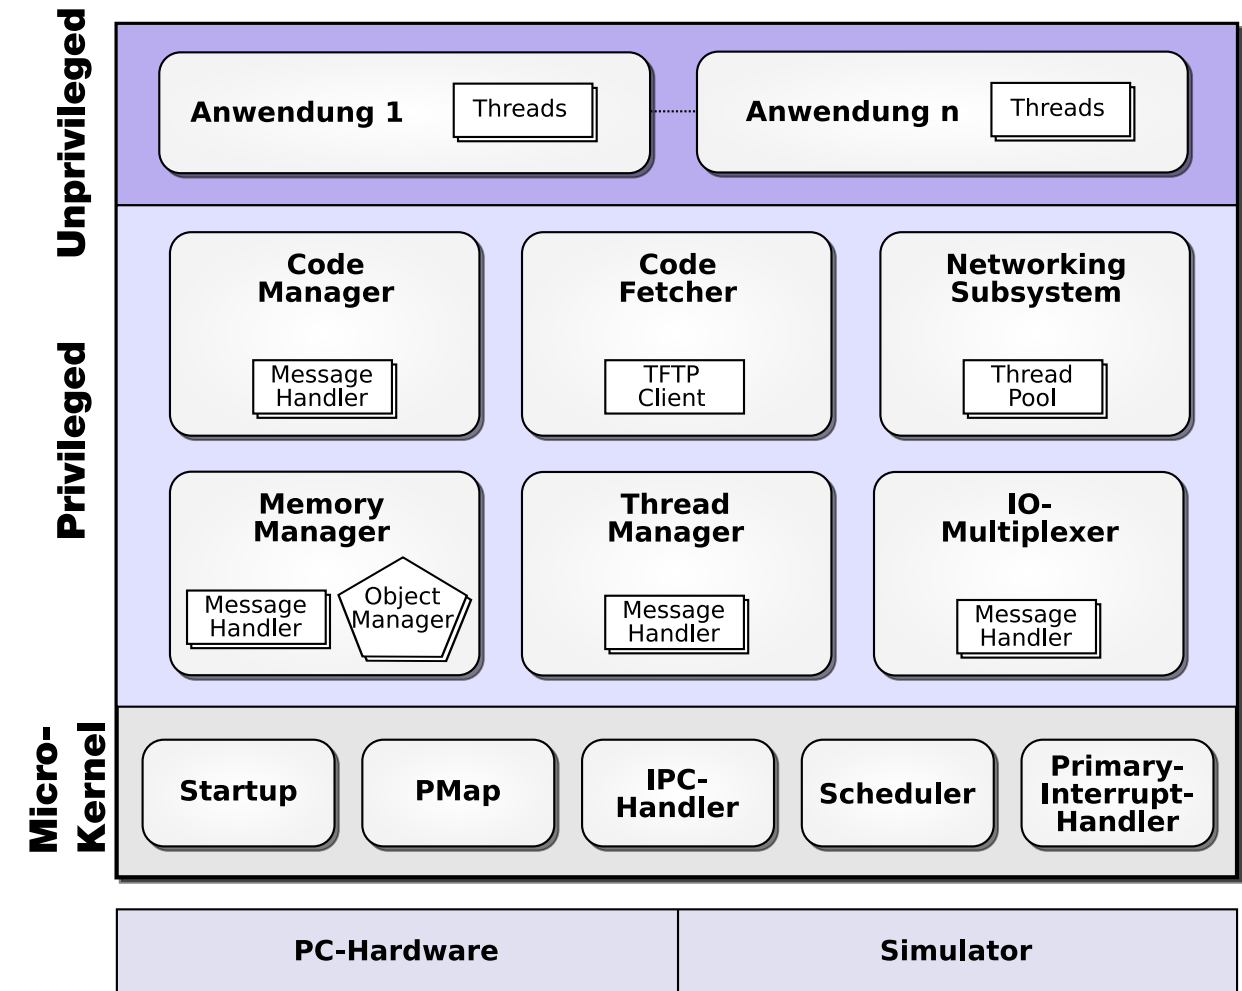 Unprivileged
Anwendung 1
Threads
Anwendung n
Threads
Privileged
Code
Manager
Message
Handler
Code
Fetcher
TFTP
Client
Networking
Subsystem
Thread
Pool
Memory
Manager
Message
Handler
Object
Manager
Thread
Manager
Message
Handler
IO-
Multiplexer
Message
Handler
Micro-
Kernel
Startup
PMap
IPC-
Handler
Scheduler
Primary-
Interrupt-
Handler
PC-Hardware
Simulator